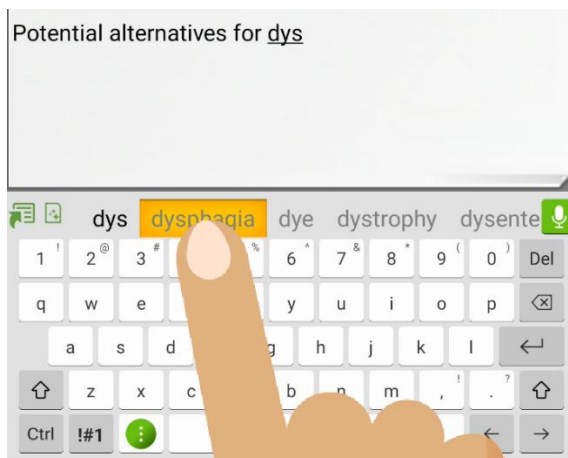 Potential alternatives for dys
dys dysphagia dye dystrophy dysente
1 ! 2 @ 3 # % 6 ^ 7 & 8 * 9 ( 0 ) Del
q w e y u i o p
a s d g h j k l
z x c b n m , ! . ?
Ctrl !#1